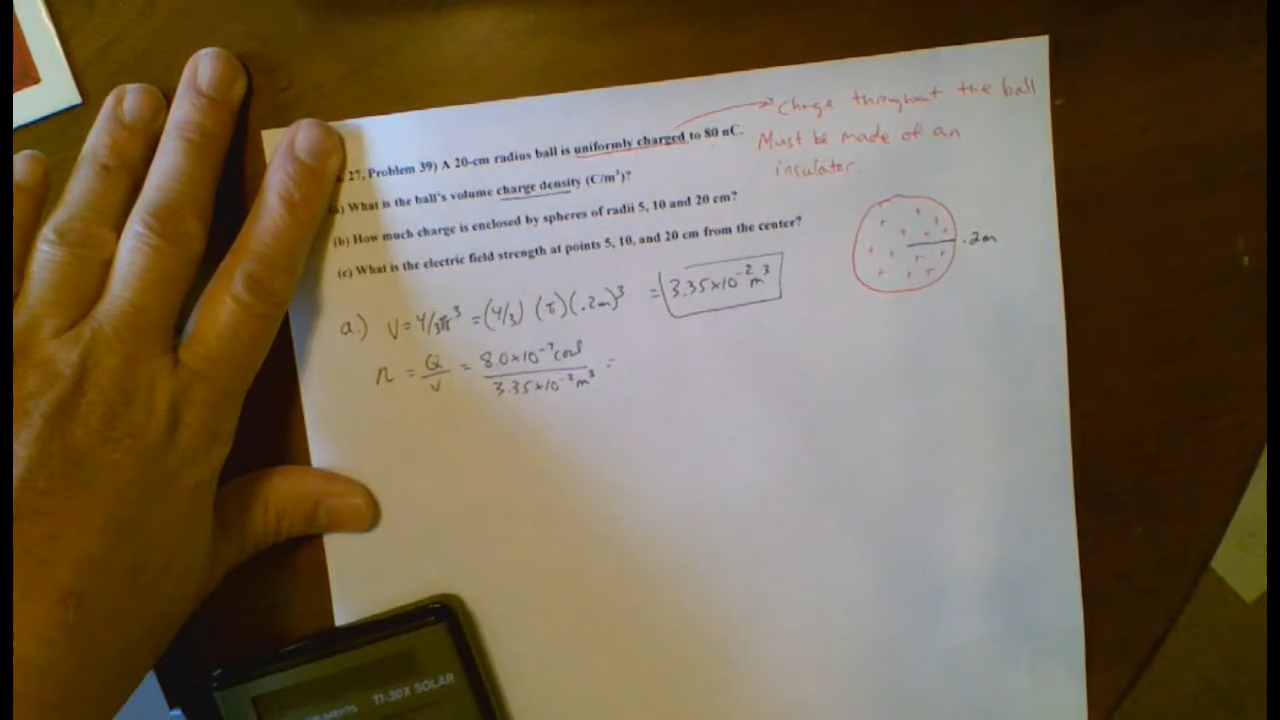 27, Problem 39) A 20-cm radius ball is uniformly charged to 80 nC.
(a) What is the ball's volume charge density (C/m³)?
(b) How much charge is enclosed by spheres of radii 5, 10 and 20 cm?
(c) What is the electric field strength at points 5, 10, and 20 cm from the center?
Charge throughout the ball
Must be made of an
insulator.
.2m
a.) V = 4/3πr³ = (4/3) (π)(.2m)³ = 3.35×10⁻² m³
n = Q/V = 8.0×10⁻⁷ coul / 3.35×10⁻² m³ =
TI-30X SOLAR